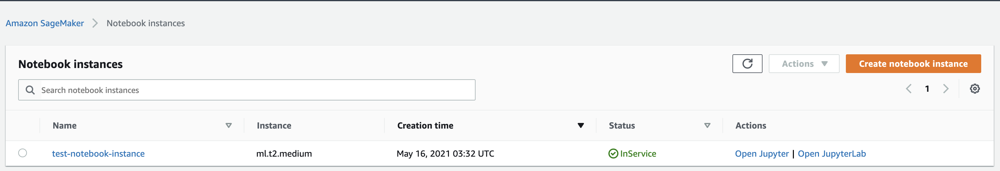 Amazon SageMaker > Notebook instances
Notebook instances Actions Create notebook instance
Search notebook instances 1
Name Instance Creation time Status Actions
test-notebook-instance ml.t2.medium May 16, 2021 03:32 UTC InService Open Jupyter | Open JupyterLab